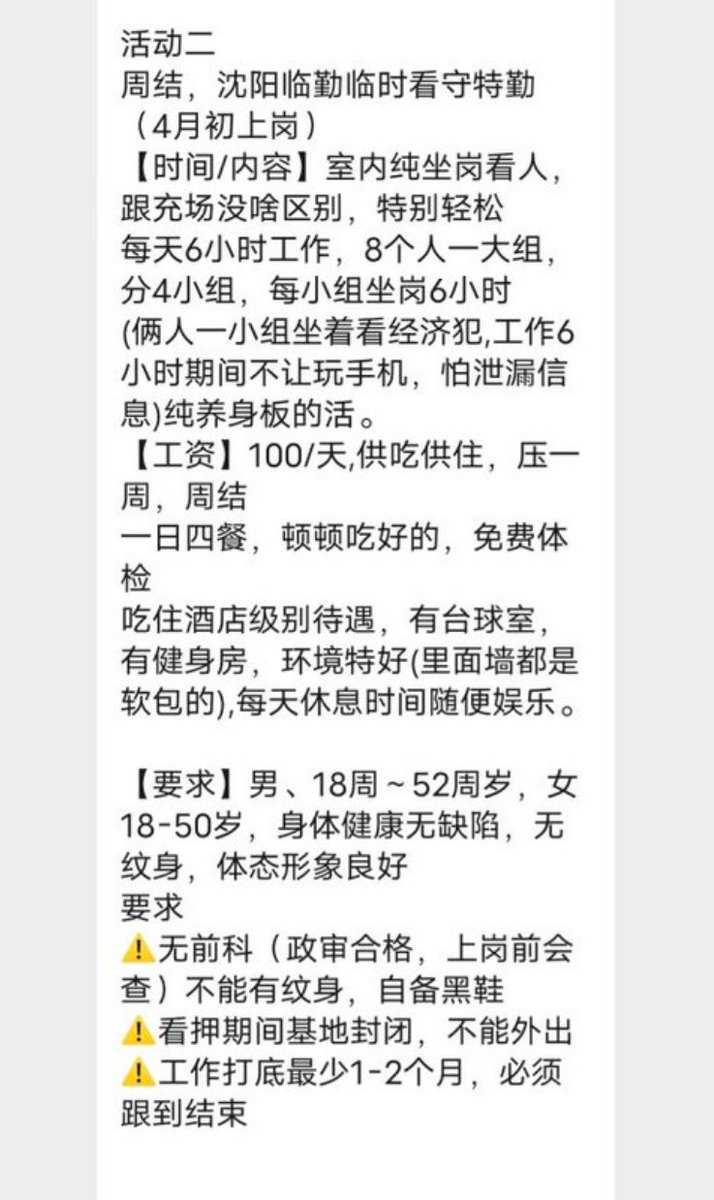 活动二
周结，沈阳临勤临时看守特勤
（4月初上岗）
【时间/内容】室内纯坐岗看人，
跟充场没啥区别，特别轻松
每天6小时工作，8个人一大组，
分4小组，每小组坐岗6小时
(俩人一小组坐着看经济犯,工作6
小时期间不让玩手机，怕泄漏信
息)纯养身板的活。
【工资】100/天,供吃供住，压一
周，周结
一日四餐，顿顿吃好的，免费体
检
吃住酒店级别待遇，有台球室，
有健身房，环境特好(里面墙都是
软包的),每天休息时间随便娱乐。
【要求】男、18周～52周岁，女
18-50岁，身体健康无缺陷，无
纹身，体态形象良好
要求
⚠️无前科（政审合格，上岗前会
查）不能有纹身，自备黑鞋
⚠️看押期间基地封闭，不能外出
⚠️工作打底最少1-2个月，必须
跟到结束